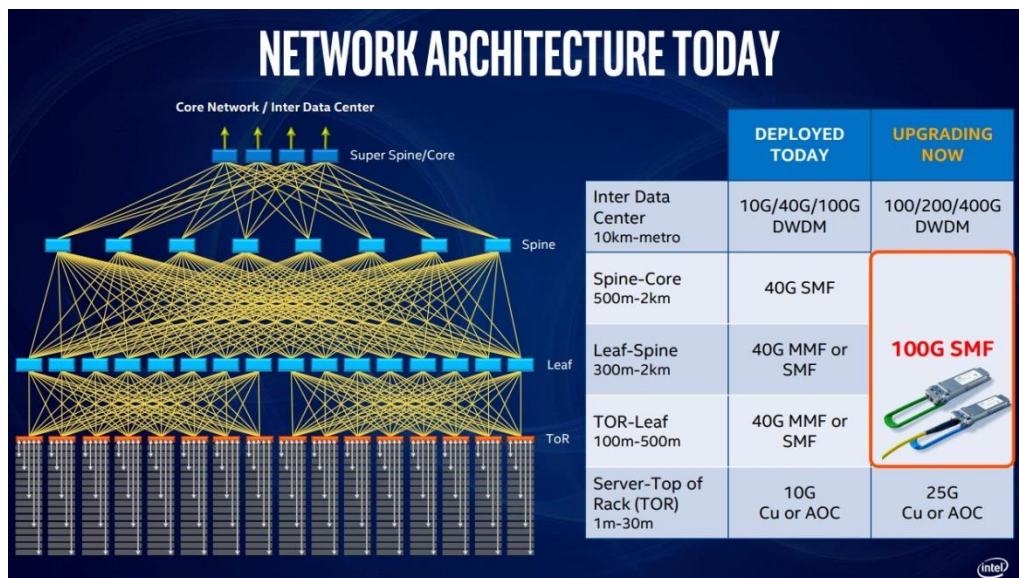 NETWORK ARCHITECTURE TODAY
Core Network / Inter Data Center
Super Spine/Core
Spine
Leaf
ToR
DEPLOYED
TODAY
UPGRADING
NOW
Inter Data
Center
10km-metro
10G/40G/100G
DWDM
100/200/400G
DWDM
Spine-Core
500m-2km
40G SMF
Leaf-Spine
300m-2km
40G MMF or
SMF
100G SMF
TOR-Leaf
100m-500m
40G MMF or
SMF
Server-Top of
Rack (TOR)
1m-30m
10G
Cu or AOC
25G
Cu or AOC
intel